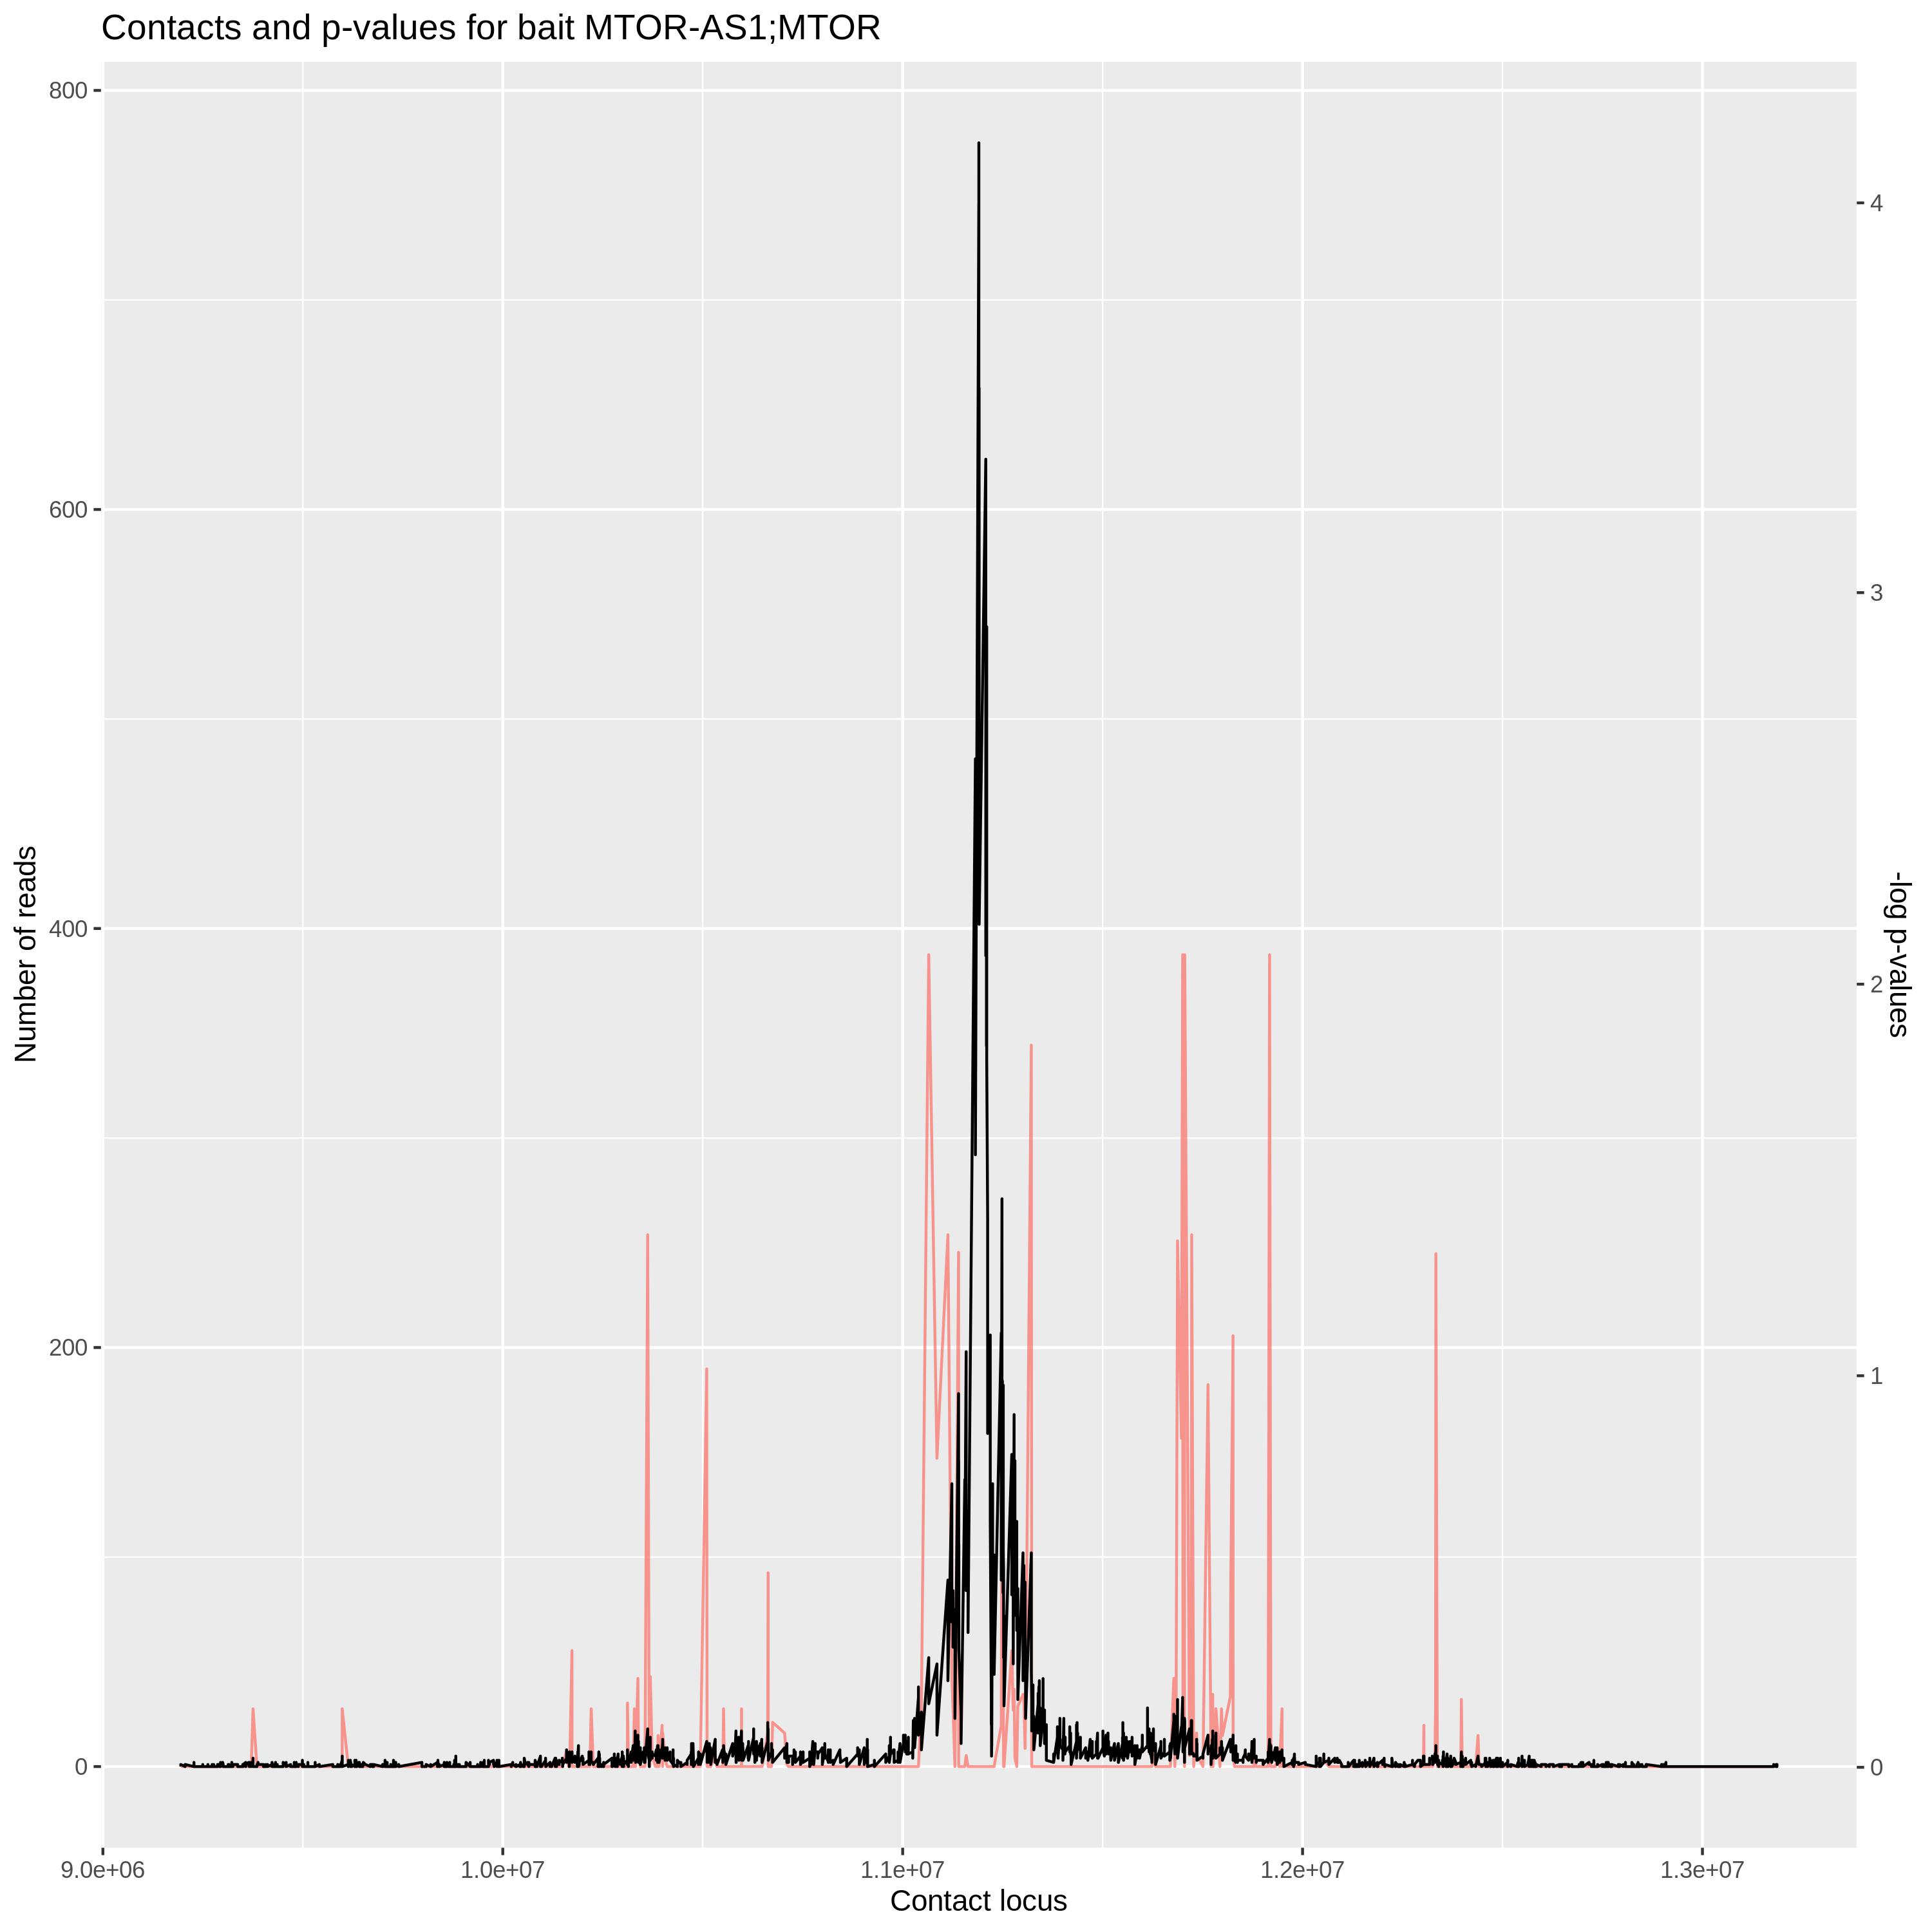 Contacts and p-values for bait MTOR-AS1;MTOR
800
600
400
200
0
Number of reads
4
3
2
1
0
-log p-values
9.0e+06
1.0e+07
1.1e+07
1.2e+07
1.3e+07
Contact locus